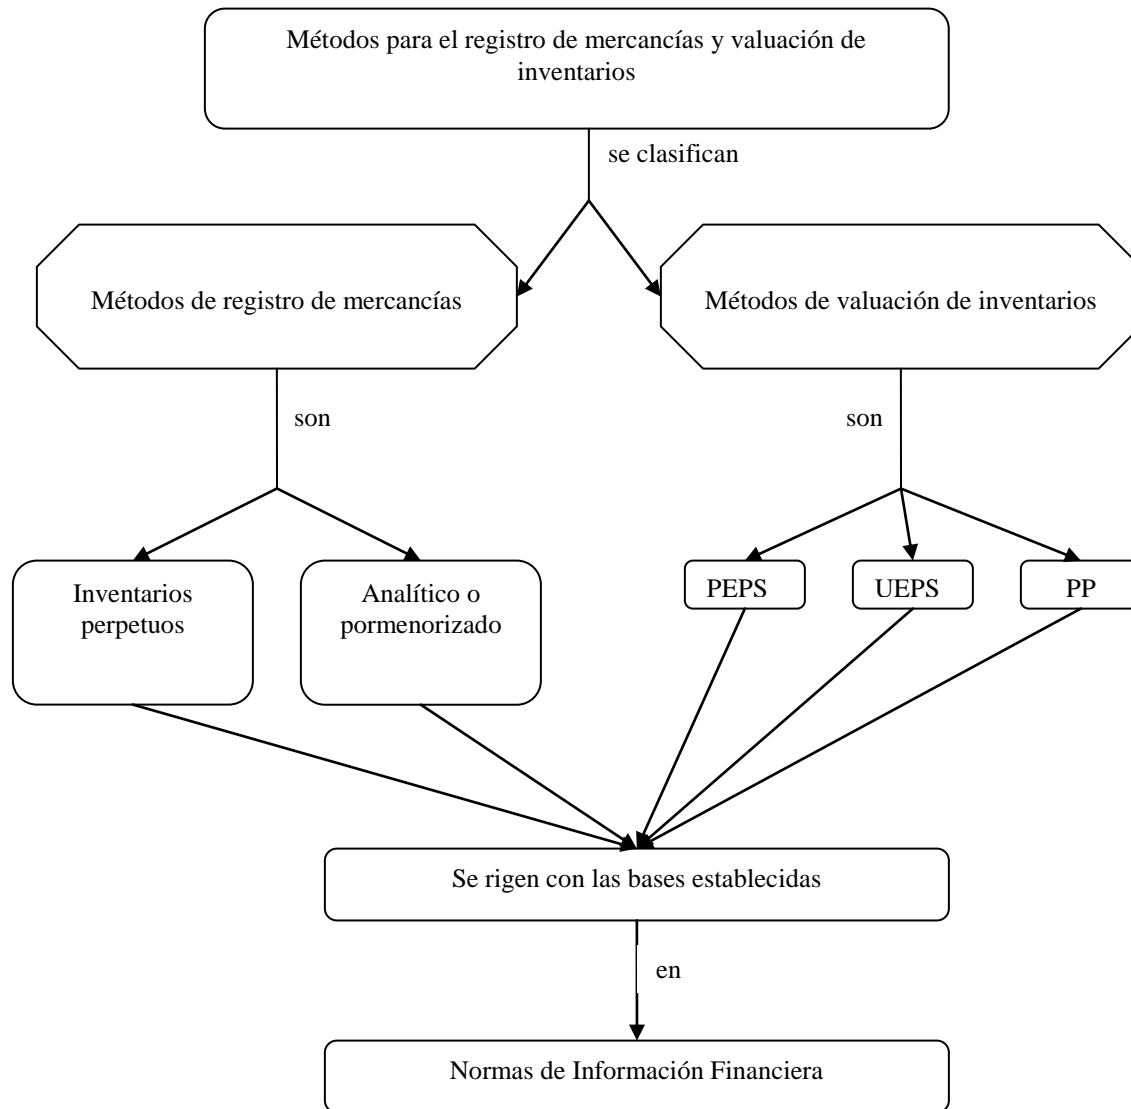 Métodos para el registro de mercancías y valuación de
inventarios
se clasifican
Métodos de registro de mercancías
Métodos de valuación de inventarios
son
son
Inventarios
perpetuos
Analítico o
pormenorizado
PEPS
UEPS
PP
Se rigen con las bases establecidas
en
Normas de Información Financiera